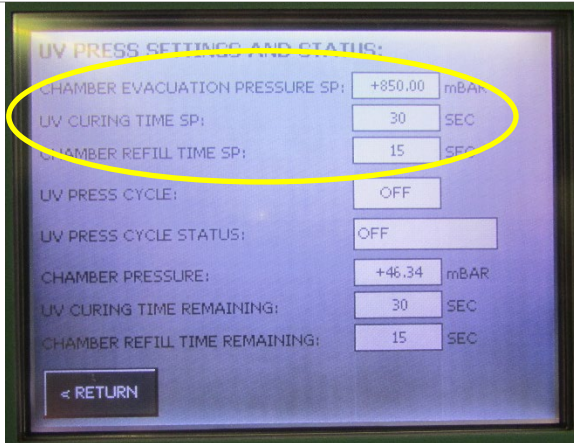 UV PRESS SETTINGS AND STATUS:
CHAMBER EVACUATION PRESSURE SP: +850.00 mBAR
UV CURING TIME SP: 30 SEC
CHAMBER REFILL TIME SP: 15 SEC
UV PRESS CYCLE: OFF
UV PRESS CYCLE STATUS: OFF
CHAMBER PRESSURE: +46.34 mBAR
UV CURING TIME REMAINING: 30 SEC
CHAMBER REFILL TIME REMAINING: 15 SEC
< RETURN